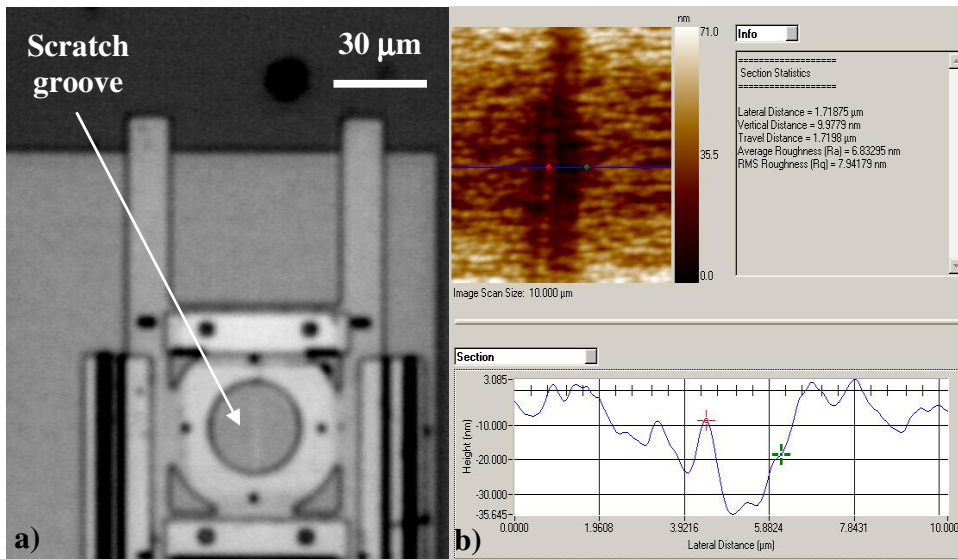 Scratch
groove
30 μm
a)
nm
71.0
35.5
0.0
Image Scan Size: 10.000 μm
Info
==================
Section Statistics
==================
Lateral Distance = 1.71875 μm
Vertical Distance = 9.9779 nm
Travel Distance = 1.7198 μm
Average Roughness (Ra) = 6.83295 nm
RMS Roughness (Rq) = 7.94179 nm
Section
Height (nm)
3.085
-10.000
-20.000
-30.000
-35.645
0.0000
1.9608
3.9216
5.8824
7.8431
10.000
Lateral Distance (μm)
b)